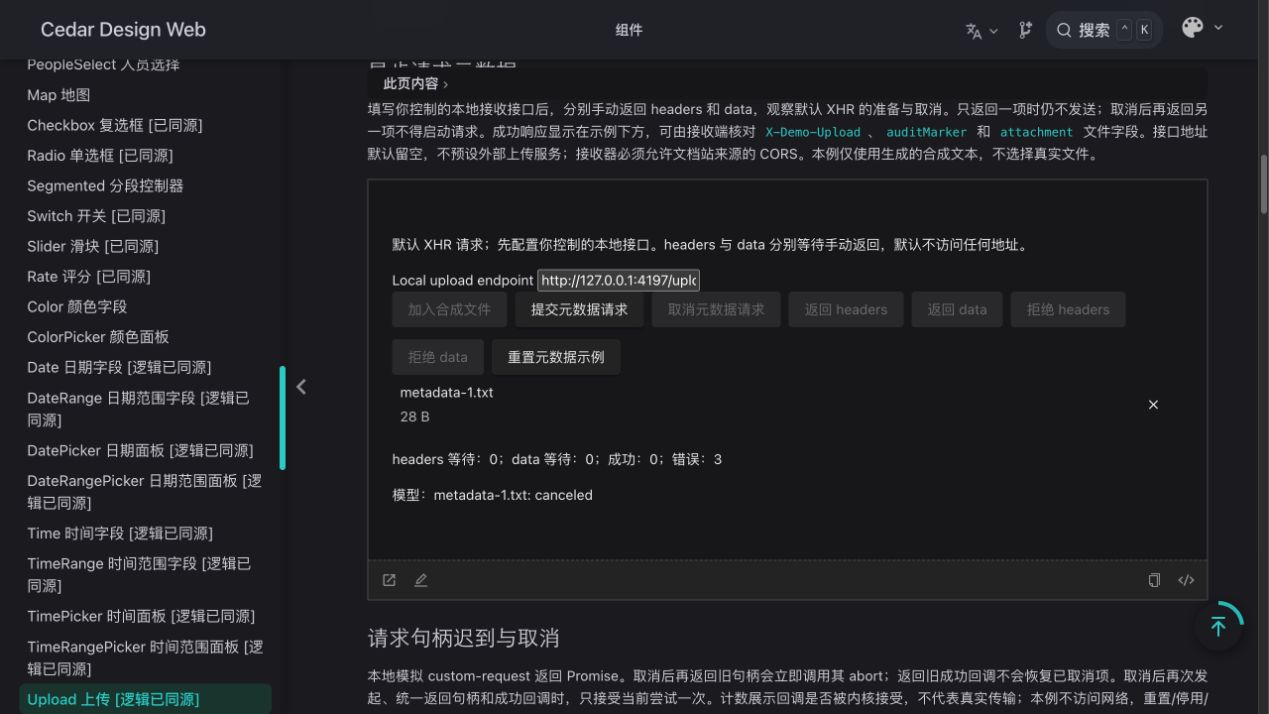 Cedar Design Web
组件
搜索 ^ K
PeopleSelect 人员选择
Map 地图
Checkbox 复选框 [已同源]
Radio 单选框 [已同源]
Segmented 分段控制器
Switch 开关 [已同源]
Slider 滑块 [已同源]
Rate 评分 [已同源]
Color 颜色字段
ColorPicker 颜色面板
Date 日期字段 [逻辑已同源]
DateRange 日期范围字段 [逻辑已
同源]
DatePicker 日期面板 [逻辑已同源]
DateRangePicker 日期范围面板 [逻
辑已同源]
Time 时间字段 [逻辑已同源]
TimeRange 时间范围字段 [逻辑已
同源]
TimePicker 时间面板 [逻辑已同源]
TimeRangePicker 时间范围面板 [逻
辑已同源]
Upload 上传 [逻辑已同源]
此页内容 ›
填写你控制的本地接收接口后，分别手动返回 headers 和 data，观察默认 XHR 的准备与取消。只返回一项时仍不发送；取消后再返回另
一项不得启动请求。成功响应显示在示例下方，可由接收端核对 X-Demo-Upload 、 auditMarker 和 attachment 文件字段。接口地址
默认留空，不预设外部上传服务；接收器必须允许文档站来源的 CORS。本例仅使用生成的合成文本，不选择真实文件。
默认 XHR 请求；先配置你控制的本地接口。headers 与 data 分别等待手动返回，默认不访问任何地址。
Local upload endpoint http://127.0.0.1:4197/uplo
加入合成文件 提交元数据请求 取消元数据请求 返回 headers 返回 data 拒绝 headers
拒绝 data 重置元数据示例
metadata-1.txt
28 B
headers 等待：0；data 等待：0；成功：0；错误：3
模型：metadata-1.txt: canceled
请求句柄迟到与取消
本地模拟 custom-request 返回 Promise。取消后再返回旧句柄会立即调用其 abort；返回旧成功回调不会恢复已取消项。取消后再次发
起、统一返回句柄和成功回调时，只接受当前尝试一次。计数展示回调是否被内核接受，不代表真实传输；本例不访问网络，重置/停用/